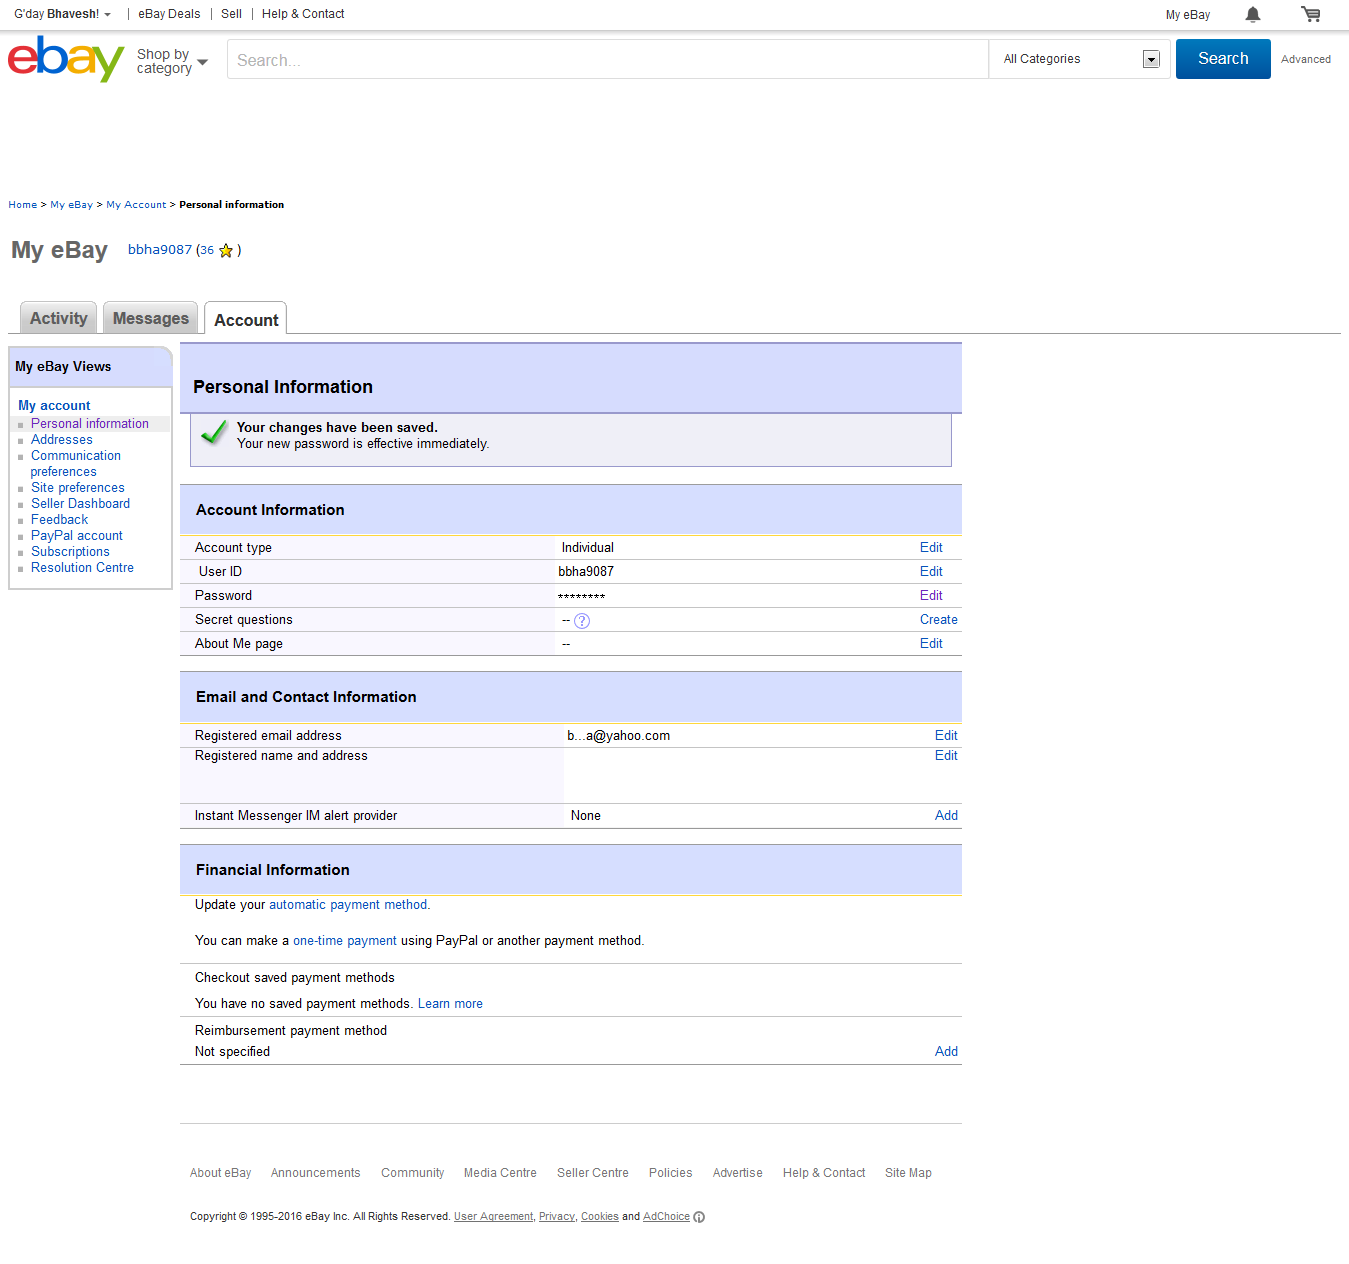 G'day Bhavesh! eBay Deals Sell Help & Contact My eBay
ebay Shop by category Search... All Categories Search Advanced
Home > My eBay > My Account > Personal information
My eBay bbha9087 (36 )
Activity Messages Account
My eBay Views
My account
Personal information
Addresses
Communication
preferences
Site preferences
Seller Dashboard
Feedback
PayPal account
Subscriptions
Resolution Centre
Personal Information
Your changes have been saved.
Your new password is effective immediately.
Account Information
Account type Individual Edit
User ID bbha9087 Edit
Password ******** Edit
Secret questions -- ? Create
About Me page -- Edit
Email and Contact Information
Registered email address b...a@yahoo.com Edit
Registered name and address Edit
Instant Messenger IM alert provider None Add
Financial Information
Update your automatic payment method.
You can make a one-time payment using PayPal or another payment method.
Checkout saved payment methods
You have no saved payment methods. Learn more
Reimbursement payment method
Not specified Add
About eBay Announcements Community Media Centre Seller Centre Policies Advertise Help & Contact Site Map
Copyright © 1995-2016 eBay Inc. All Rights Reserved. User Agreement, Privacy, Cookies and AdChoice